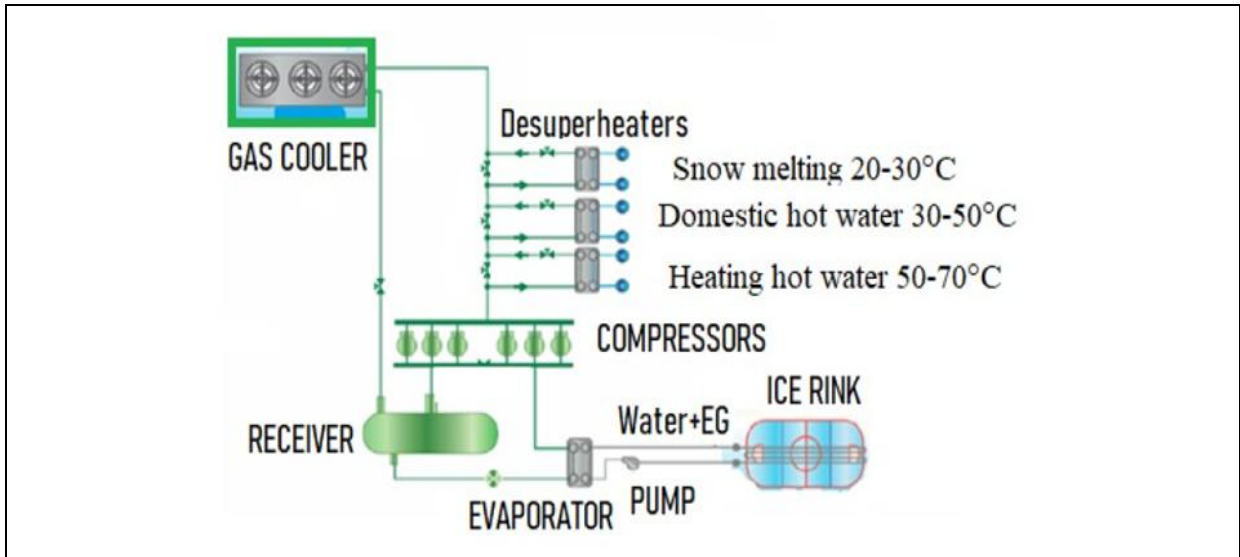 Desuperheaters
GAS COOLER
Snow melting 20-30°C
Domestic hot water 30-50°C
Heating hot water 50-70°C
COMPRESSORS
ICE RINK
Water+EG
RECEIVER
EVAPORATOR
PUMP